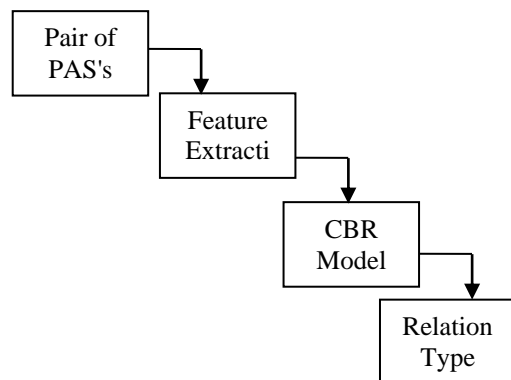 Pair of
PAS's
Feature
Extracti
CBR
Model
Relation
Type